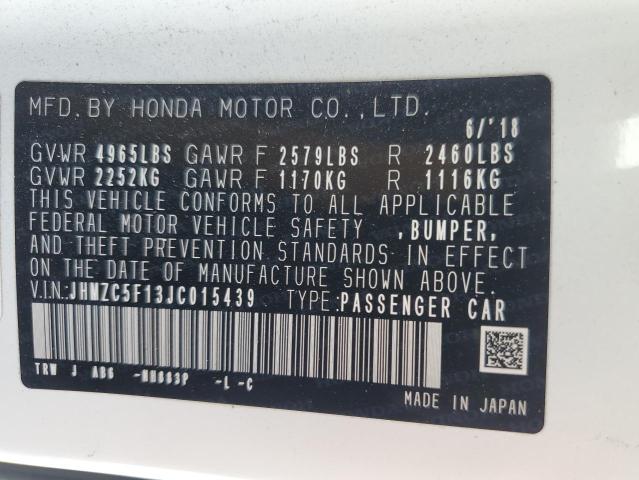 MFD. BY HONDA MOTOR CO., LTD.
6/'18
GVWR 4965LBS GAWR F 2579LBS R 2460LBS
GVWR 2252KG GAWR F 1170KG R 1116KG
THIS VEHICLE CONFORMS TO ALL APPLICABLE
FEDERAL MOTOR VEHICLE SAFETY ,BUMPER,
AND THEFT PREVENTION STANDARDS IN EFFECT
ON THE DATE OF MANUFACTURE SHOWN ABOVE.
V.I.N.:JHMZC5F13JC015439 TYPE:PASSENGER CAR
TRW J ABS -L -C
MADE IN JAPAN